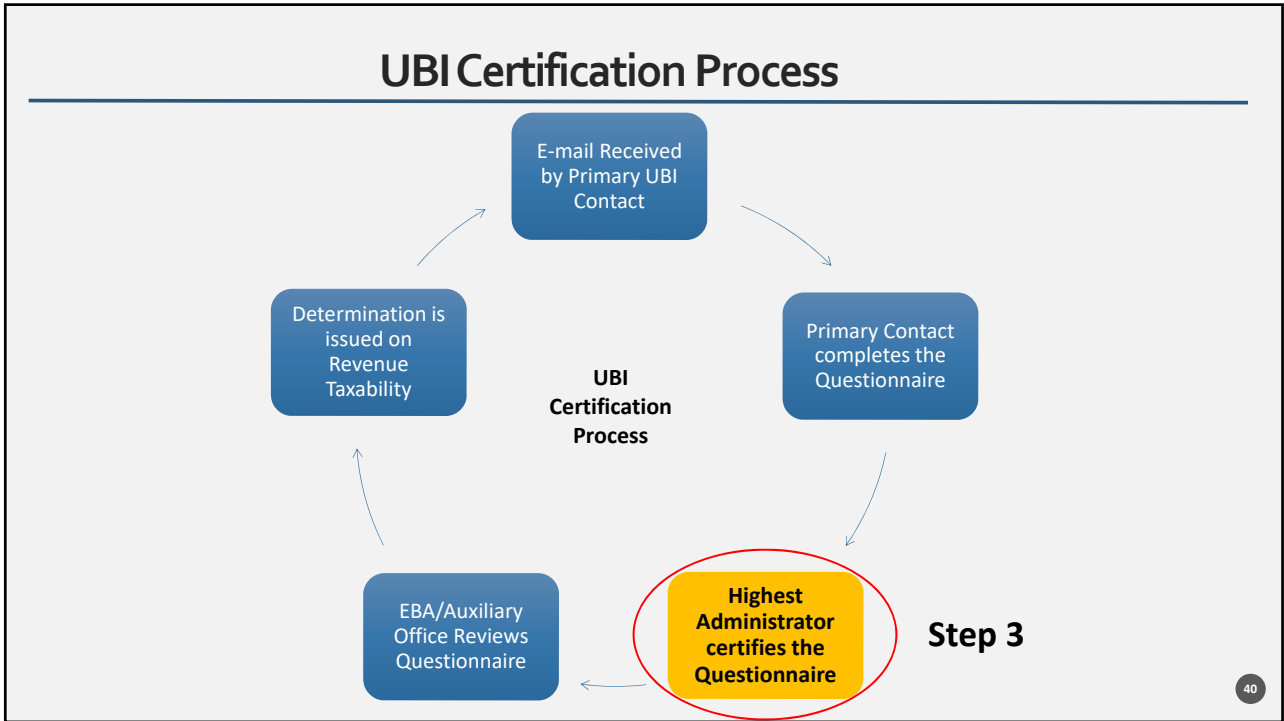 UBI Certification Process
E-mail Received
by Primary UBI
Contact
Primary Contact
completes the
Questionnaire
Highest
Administrator
certifies the
Questionnaire
Step 3
EBA/Auxiliary
Office Reviews
Questionnaire
Determination is
issued on
Revenue
Taxability
UBI
Certification
Process
40